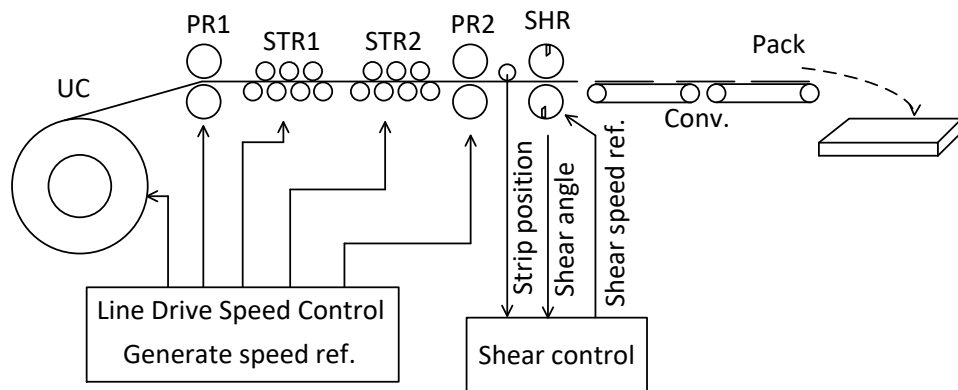 PR1
STR1
STR2
PR2
SHR
Pack
UC
Conv.
Strip position
Shear angle
Shear speed ref.
Line Drive Speed Control
Generate speed ref.
Shear control